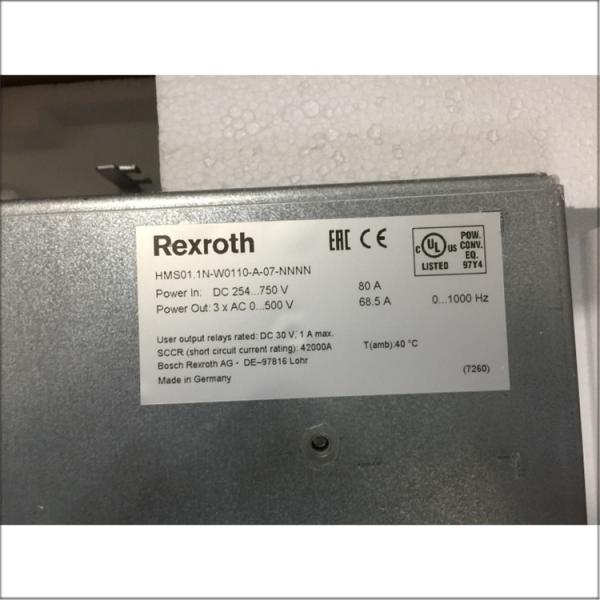 Rexroth
EAC CE
HMS01.1N-W0110-A-07-NNNN
Power In: DC 254...750 V 80 A
Power Out: 3 x AC 0...500 V 68.5 A 0...1000 Hz
c UL us LISTED
POW. CONV. EQ. 97Y4
User output relays rated: DC 30 V, 1 A max.
SCCR (short circuit current rating): 42000A T(amb):40 °C
Bosch Rexroth AG • DE–97816 Lohr
Made in Germany (7260)